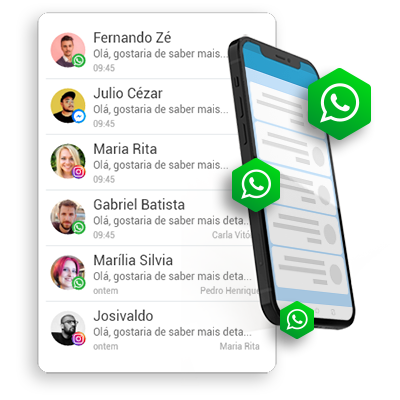 Fernando Zé
Olá, gostaria de saber mais...
09:45
Julio Cézar
Olá, gostaria de saber mais...
09:45
Maria Rita
Olá, gostaria de saber mais...
09:45
Gabriel Batista
Olá, gostaria de saber mais deta...
09:45 Carla Vitó
Marília Silvia
Olá, gostaria de saber mais deta...
ontem Pedro Henrique
Josivaldo
Olá, gostaria de saber mais deta...
ontem Maria Rita